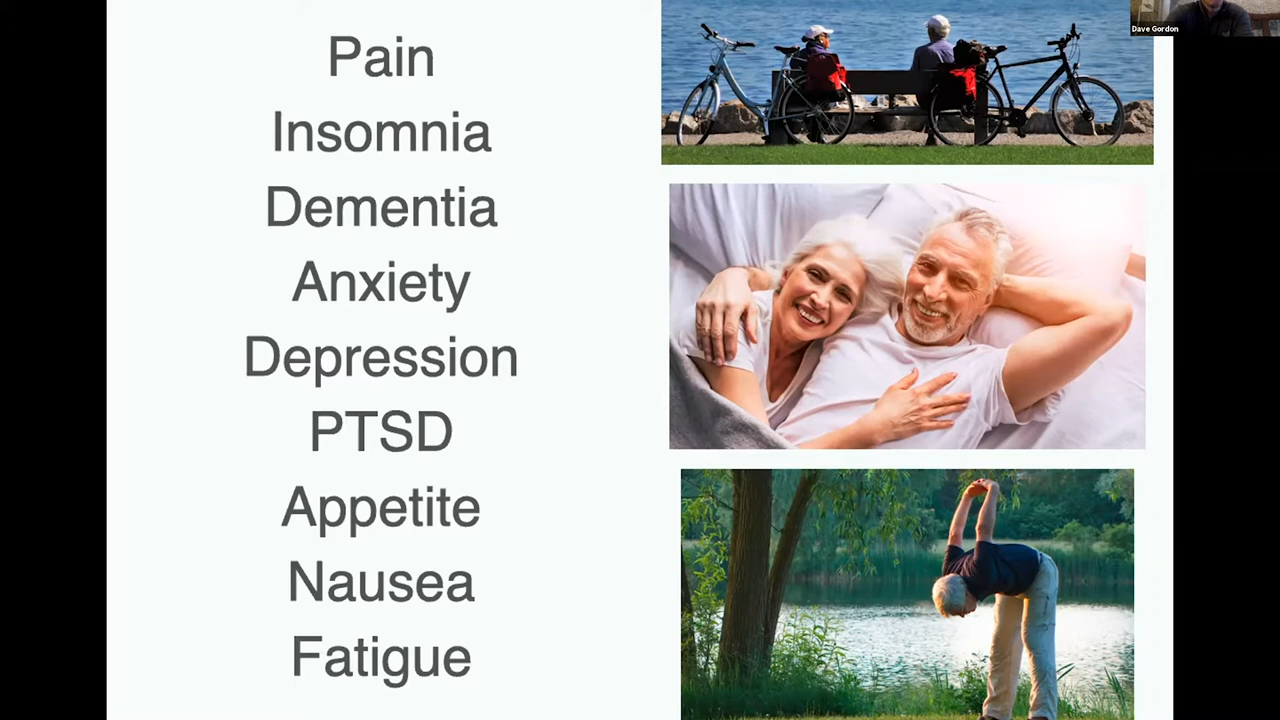 Pain
Insomnia
Dementia
Anxiety
Depression
PTSD
Appetite
Nausea
Fatigue
Dave Gordon